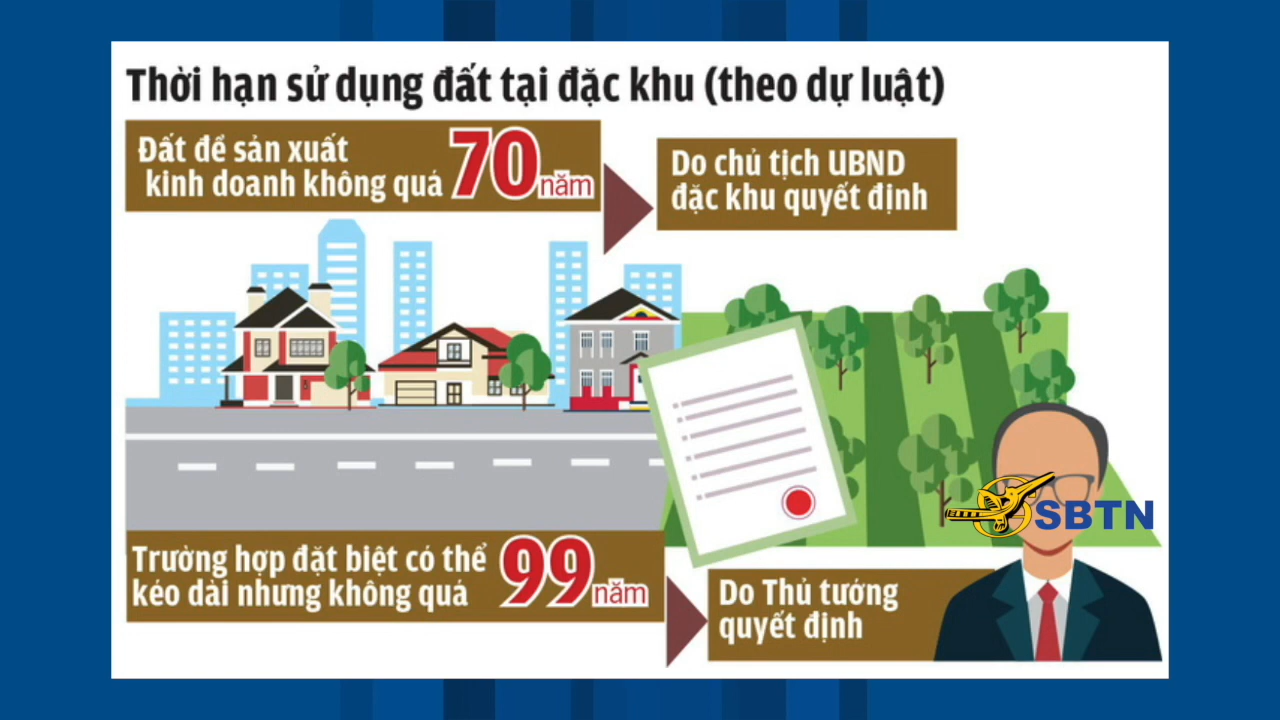 Thời hạn sử dụng đất tại đặc khu (theo dự luật)
Đất để sản xuất
kinh doanh không quá 70 năm
Do chủ tịch UBND
đặc khu quyết định
SBTN
Trường hợp đặt biệt có thể
kéo dài nhưng không quá 99 năm
Do Thủ tướng
quyết định